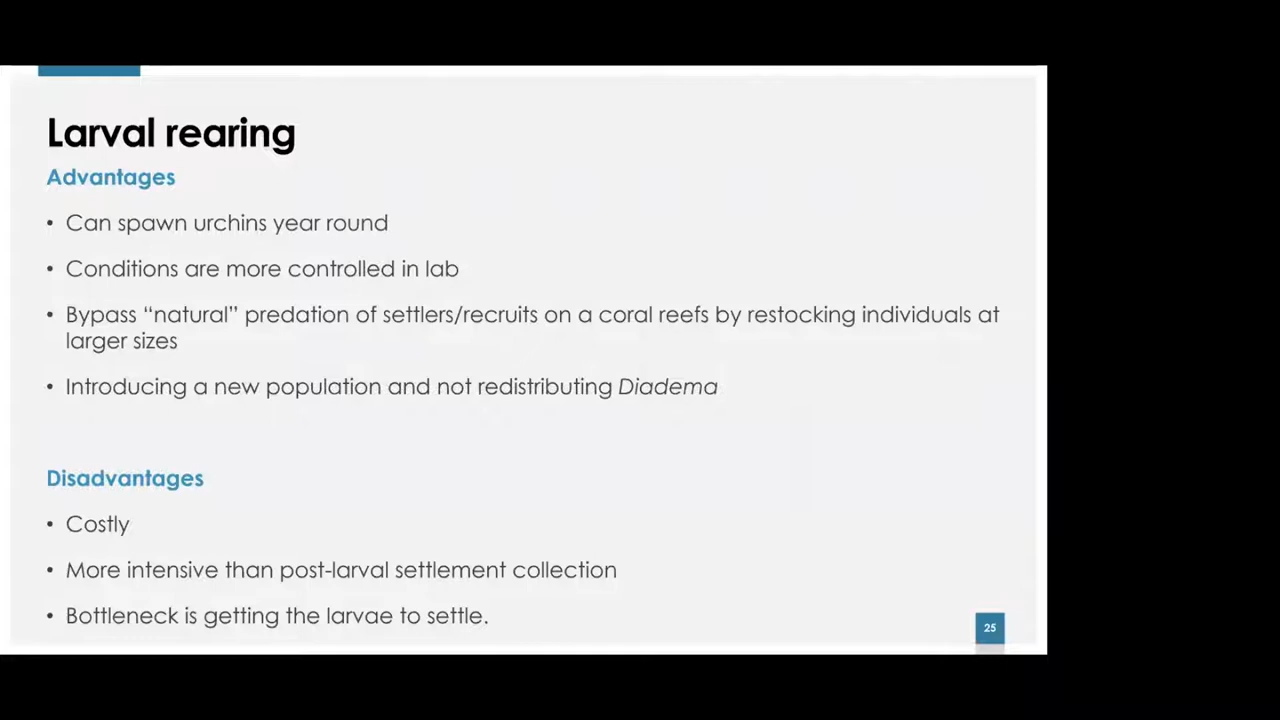 Larval rearing
Advantages
• Can spawn urchins year round
• Conditions are more controlled in lab
• Bypass “natural” predation of settlers/recruits on a coral reefs by restocking individuals at
larger sizes
• Introducing a new population and not redistributing Diadema
Disadvantages
• Costly
• More intensive than post-larval settlement collection
• Bottleneck is getting the larvae to settle.
25